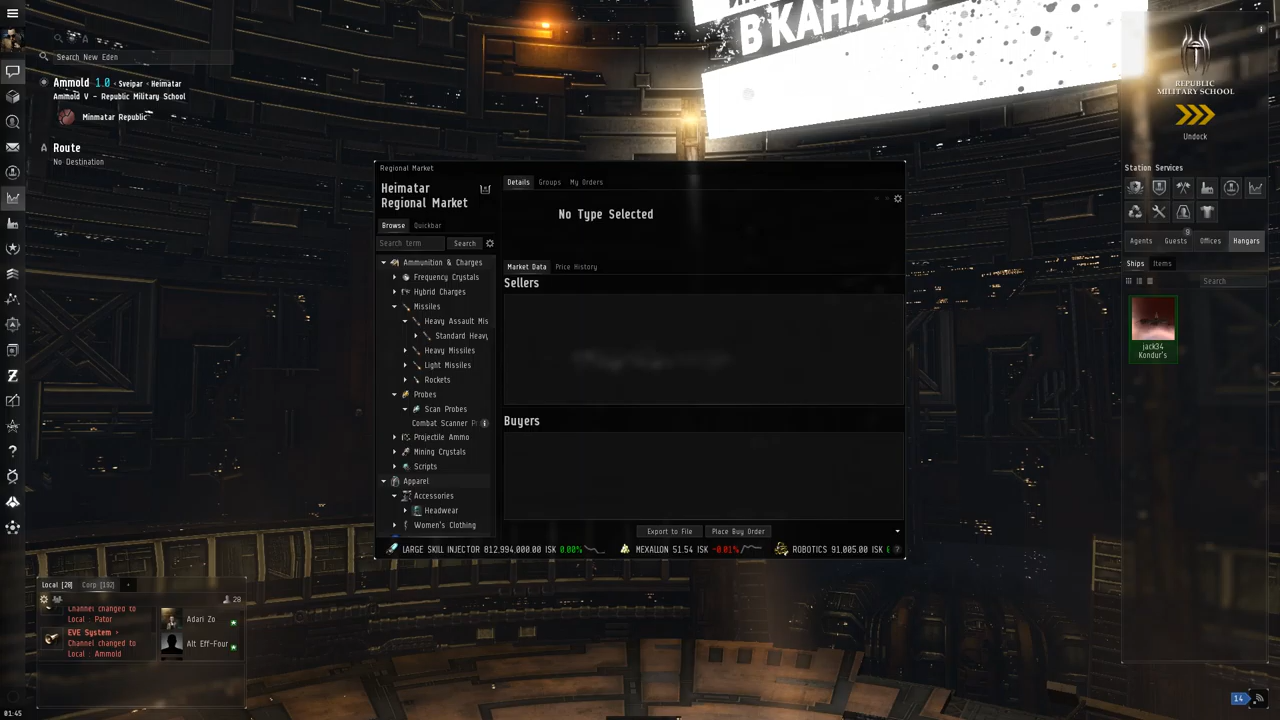 В КАНАЛЕ
Search New Eden
Ammold 1.0 · Sveipar · Heimatar
Ammold V - Republic Military School
Minmatar Republic
Route
No Destination
REPUBLIC
MILITARY SCHOOL
Undock
Station Services
9
Agents Guests Offices Hangars
Ships Items
Search
jack34
Kondur's
Regional Market
Heimatar
Regional Market
Browse Quickbar
Search term Search
Ammunition & Charges
Frequency Crystals
Hybrid Charges
Missiles
Heavy Assault Mis
Standard Heavy
Heavy Missiles
Light Missiles
Rockets
Probes
Scan Probes
Combat Scanner P
Projectile Ammo
Mining Crystals
Scripts
Apparel
Accessories
Headwear
Women's Clothing
Details Groups My Orders
No Type Selected
Market Data Price History
Sellers
Buyers
Export to File Place Buy Order
LARGE SKILL INJECTOR 812,994,000.00 ISK 0.00% MEXALLON 51.54 ISK -0.01% ROBOTICS 91,005.00 ISK
Local [28] Corp [192] +
28
Channel changed to
Local : Pator
EVE System >
Channel changed to
Local : Ammold
Adari Zo
Alt Eff-Four
01:45
14